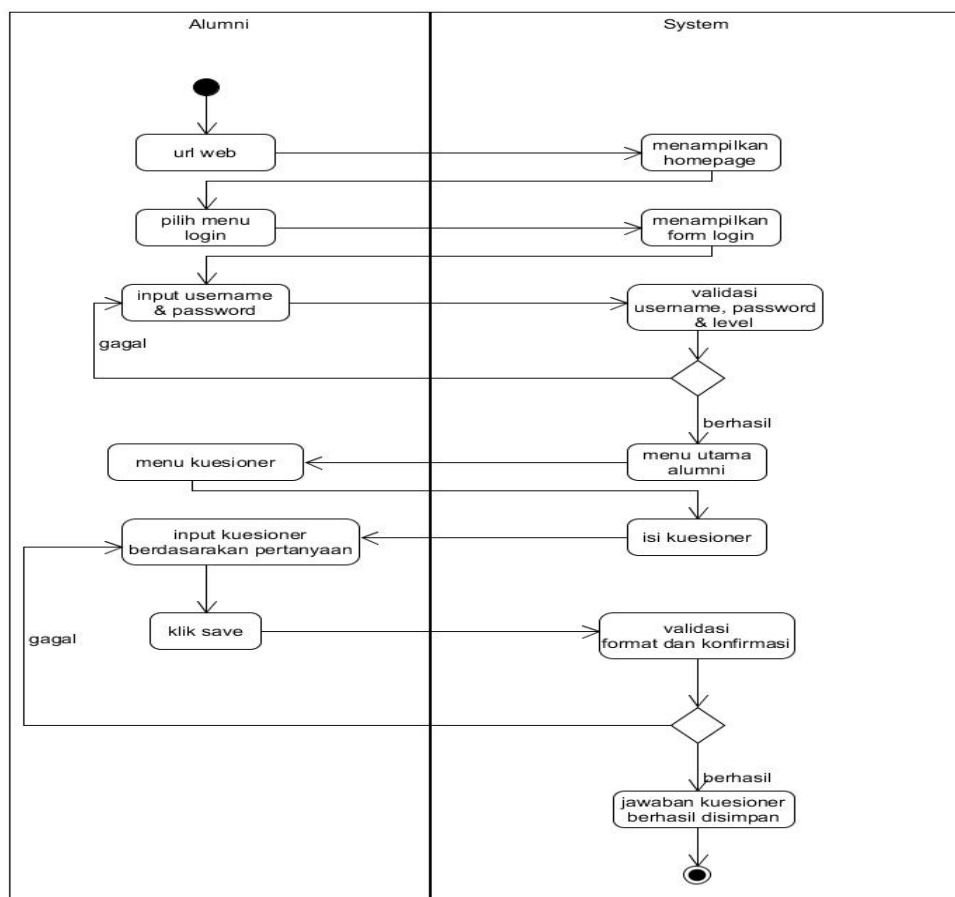 Alumni
System
url web
menampilkan
homepage
pilih menu
login
menampilkan
form login
input username
& password
validasi
username, password
& level
gagal
berhasil
menu kuesioner
menu utama
alumni
input kuesioner
berdasarakan pertanyaan
isi kuesioner
klik save
validasi
format dan konfirmasi
gagal
berhasil
jawaban kuesioner
berhasil disimpan